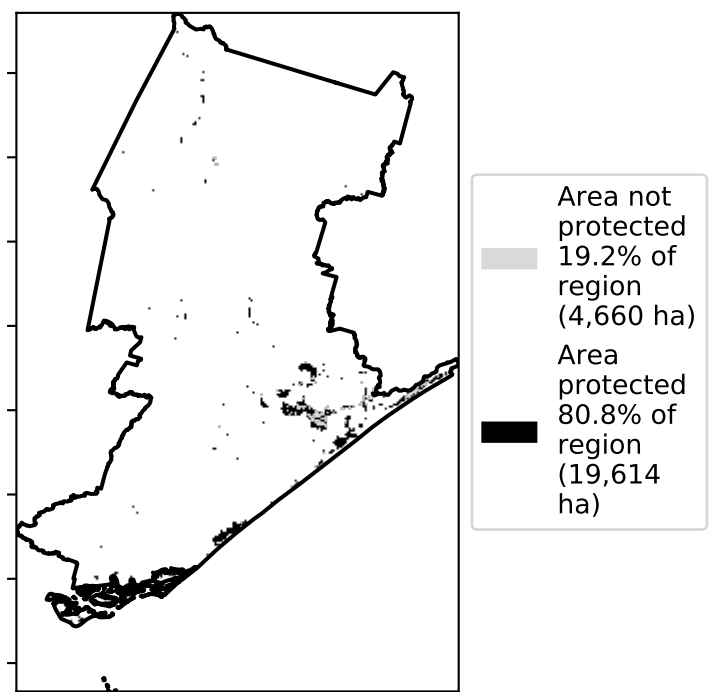 Area not
protected
19.2% of
region
(4,660 ha)
Area
protected
80.8% of
region
(19,614
ha)